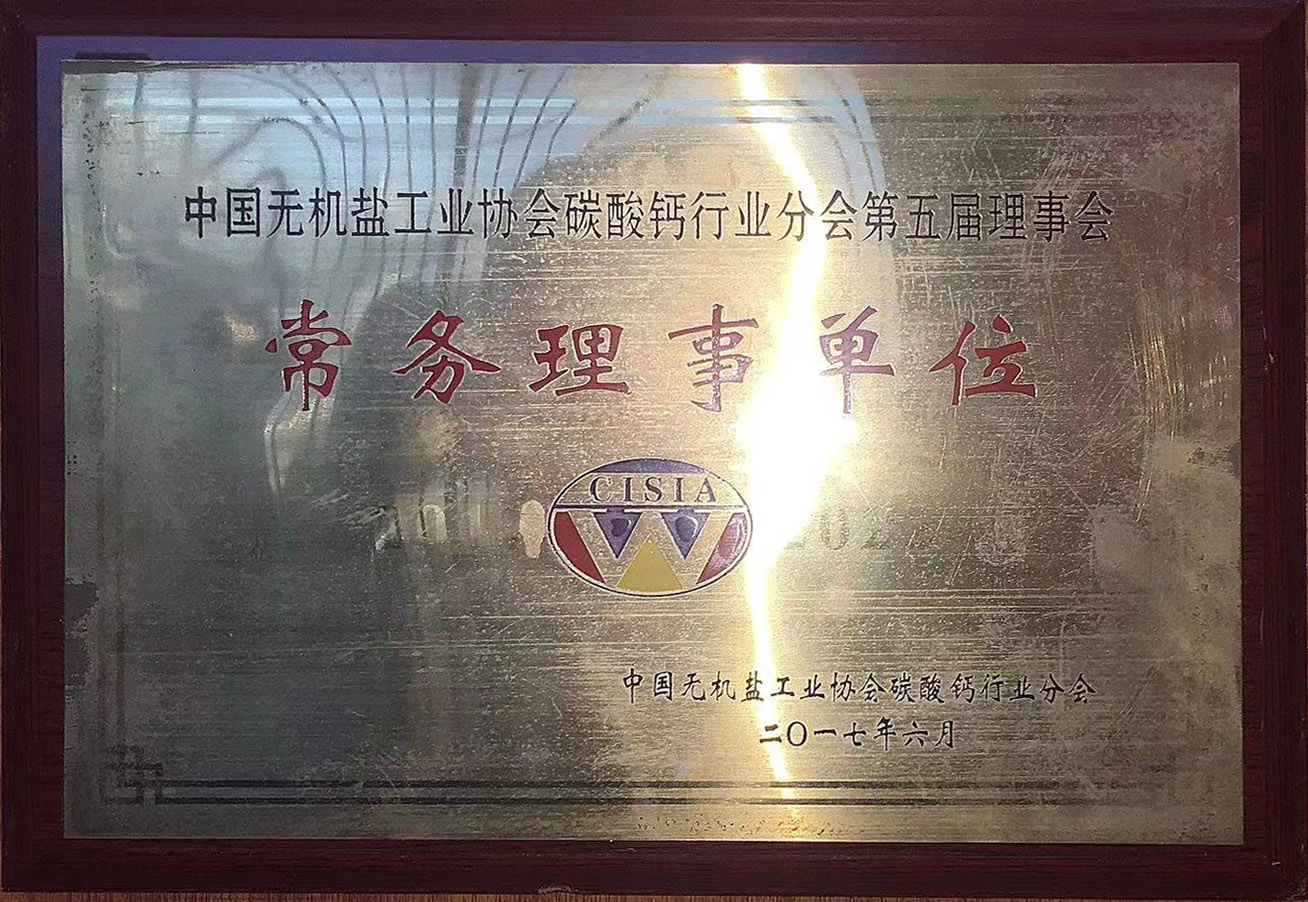 中国无机盐工业协会碳酸钙行业分会第五届理事会
常务理事单位
CISIA
中国无机盐工业协会碳酸钙行业分会
二〇一七年六月